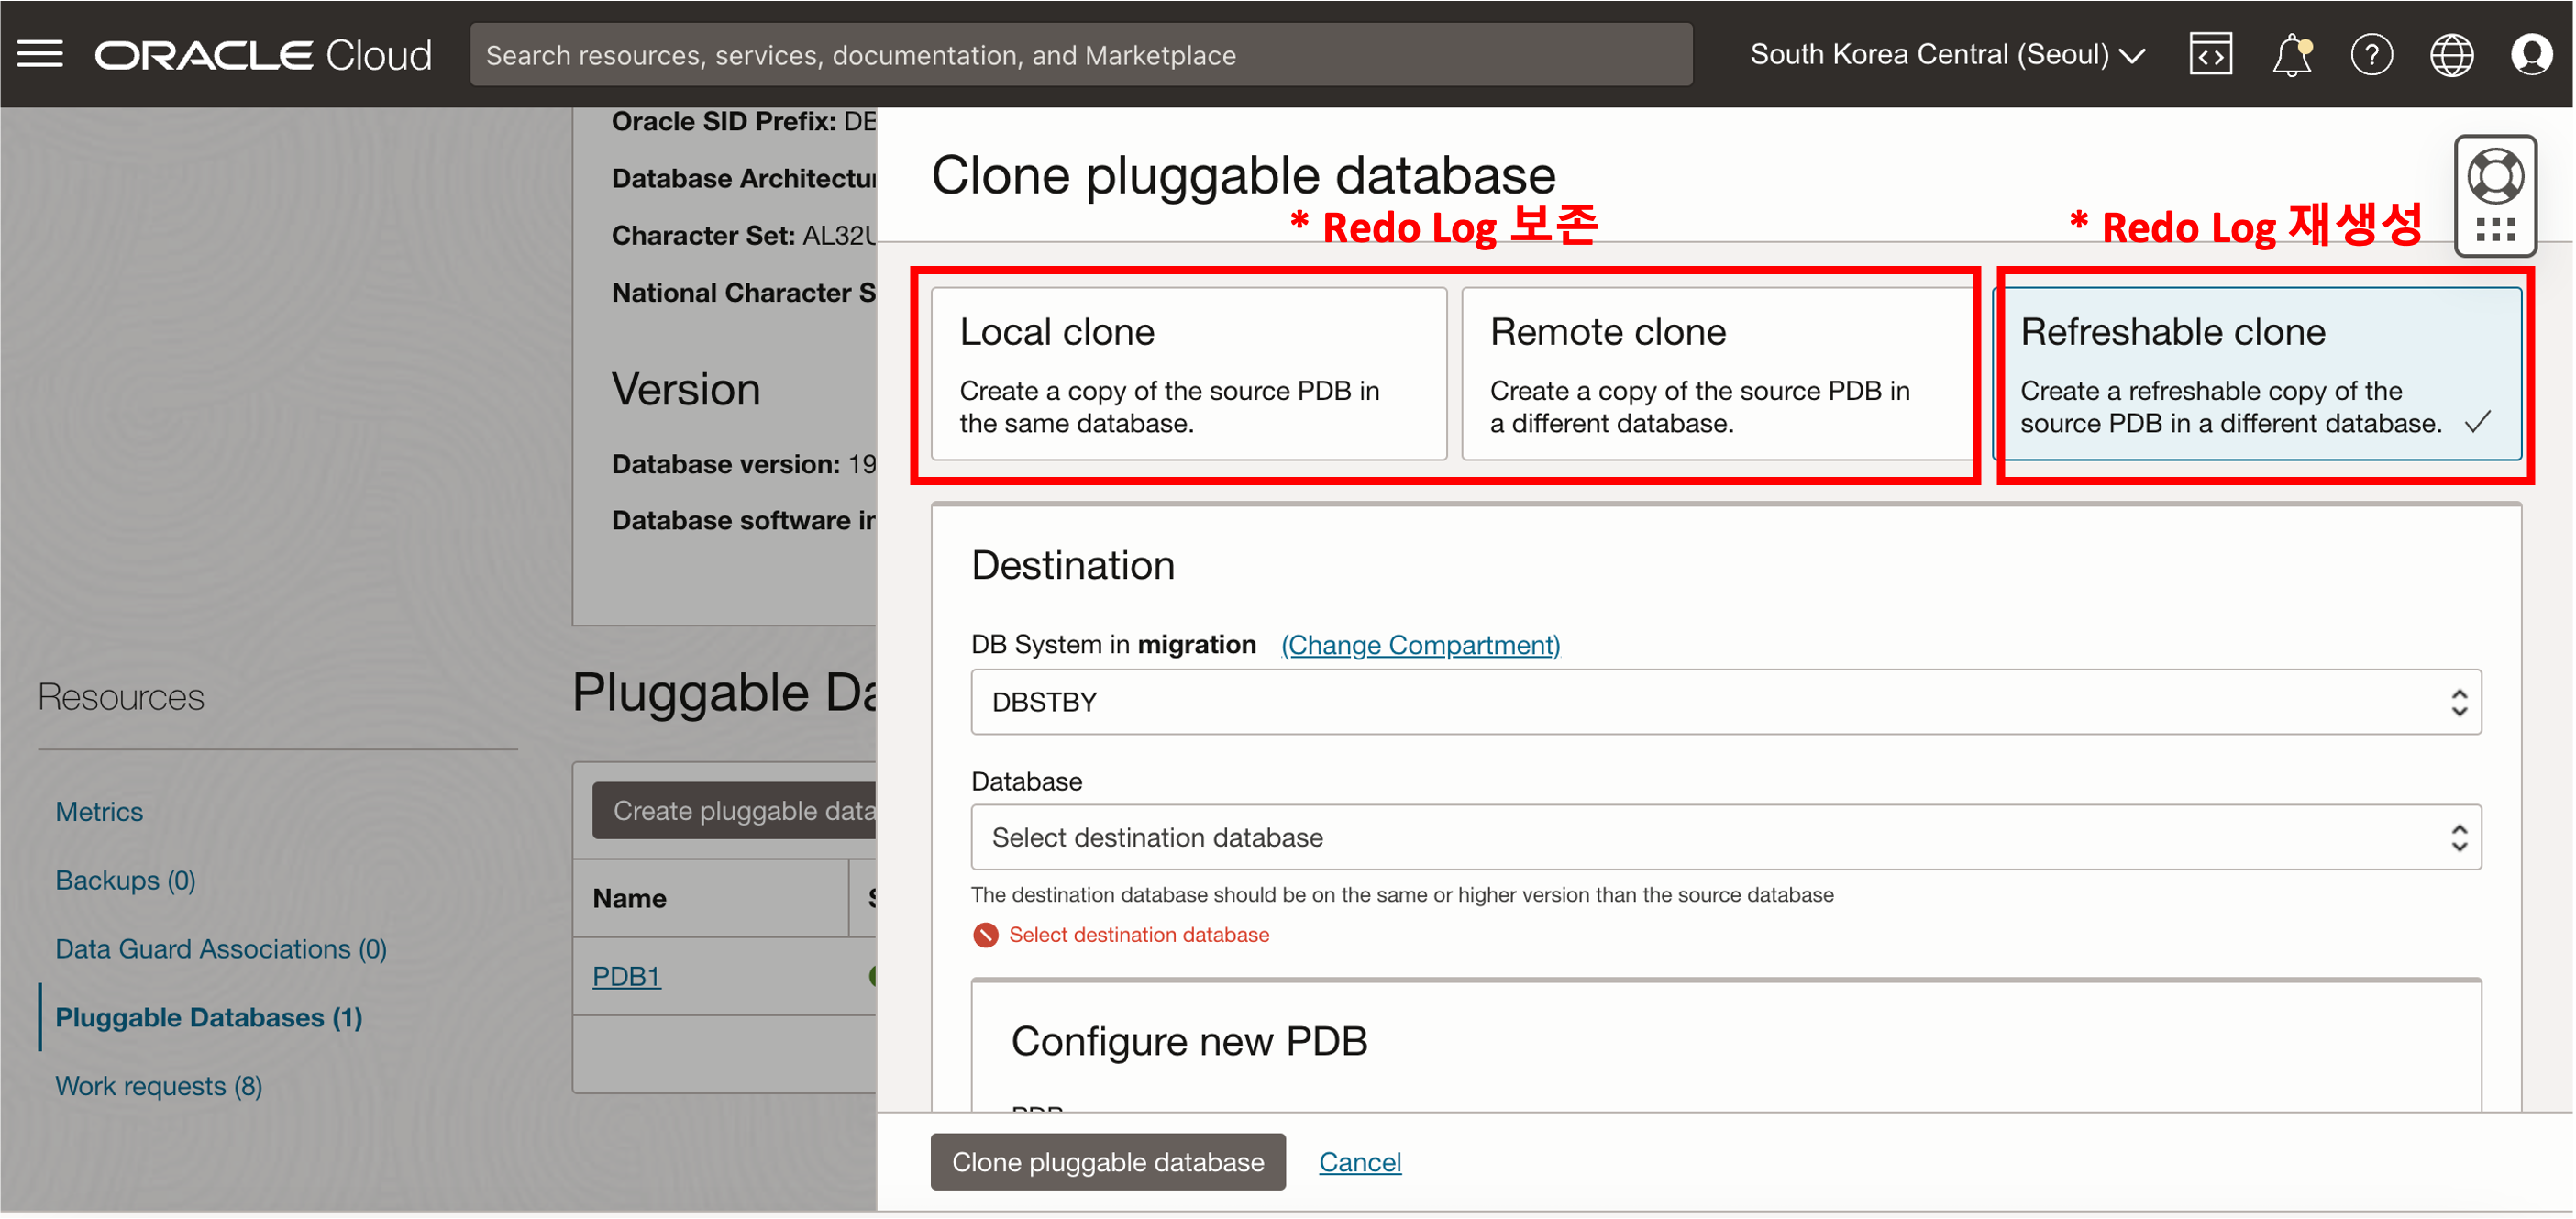 ORACLE Cloud
Search resources, services, documentation, and Marketplace
South Korea Central (Seoul)
Oracle SID Prefix: DE
Database Architectu
Character Set: AL32U
National Character S
Version
Database version: 19
Database software in
Resources
Metrics
Backups (0)
Data Guard Associations (0)
Pluggable Databases (1)
Work requests (8)
Pluggable Da
Create pluggable data
Name
PDB1
Clone pluggable database
* Redo Log 보존
* Redo Log 재생성
Local clone
Create a copy of the source PDB in
the same database.
Remote clone
Create a copy of the source PDB in
a different database.
Refreshable clone
Create a refreshable copy of the
source PDB in a different database.
Destination
DB System in migration (Change Compartment)
DBSTBY
Database
Select destination database
The destination database should be on the same or higher version than the source database
Select destination database
Configure new PDB
PDB
Clone pluggable database
Cancel